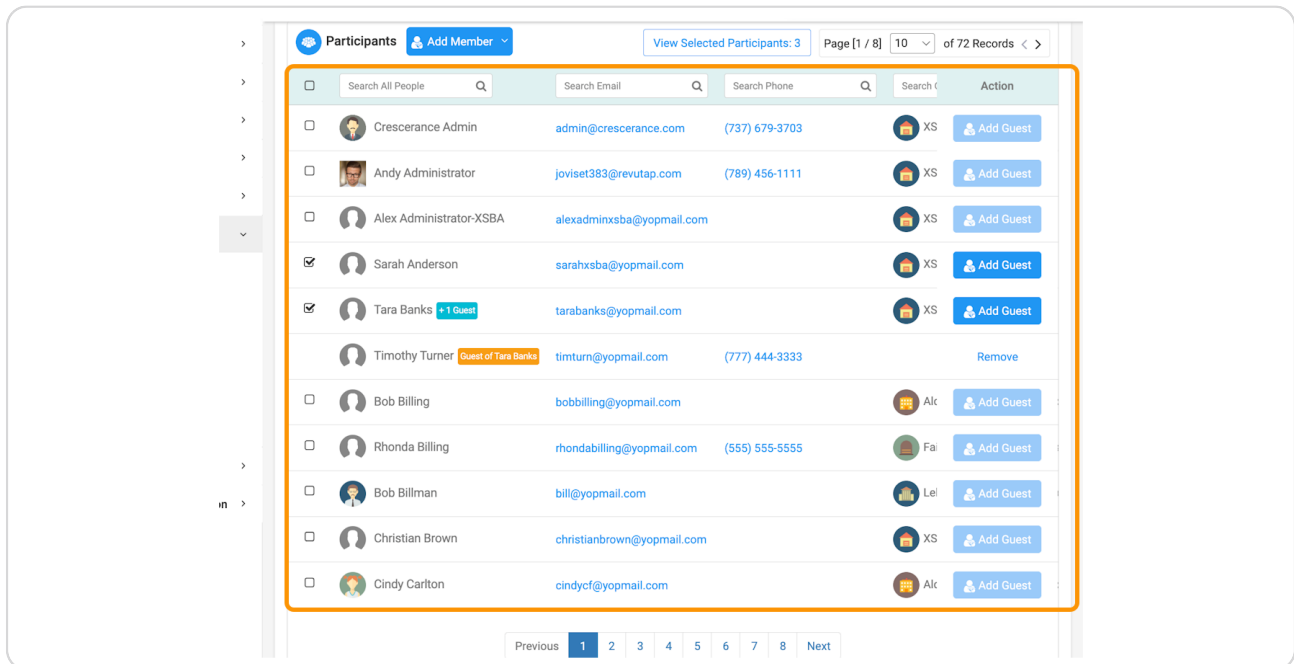 Participants Add Member View Selected Participants: 3 Page [1 / 8] 10 of 72 Records
Search All People Search Email Search Phone Search Action
Crescerance Admin admin@crescerance.com (737) 679-3703 XS Add Guest
Andy Administrator joviset383@revutap.com (789) 456-1111 XS Add Guest
Alex Administrator-XSBA alexadminxsba@yopmail.com XS Add Guest
Sarah Anderson sarahxsba@yopmail.com XS Add Guest
Tara Banks + 1 Guest tarabanks@yopmail.com XS Add Guest
Timothy Turner Guest of Tara Banks timturn@yopmail.com (777) 444-3333 Remove
Bob Billing bobbilling@yopmail.com Alc Add Guest
Rhonda Billing rhondabilling@yopmail.com (555) 555-5555 Fai Add Guest
on
Bob Billman bill@yopmail.com Lel Add Guest
Christian Brown christianbrown@yopmail.com XS Add Guest
Cindy Carlton cindycf@yopmail.com Alc Add Guest
Previous 1 2 3 4 5 6 7 8 Next